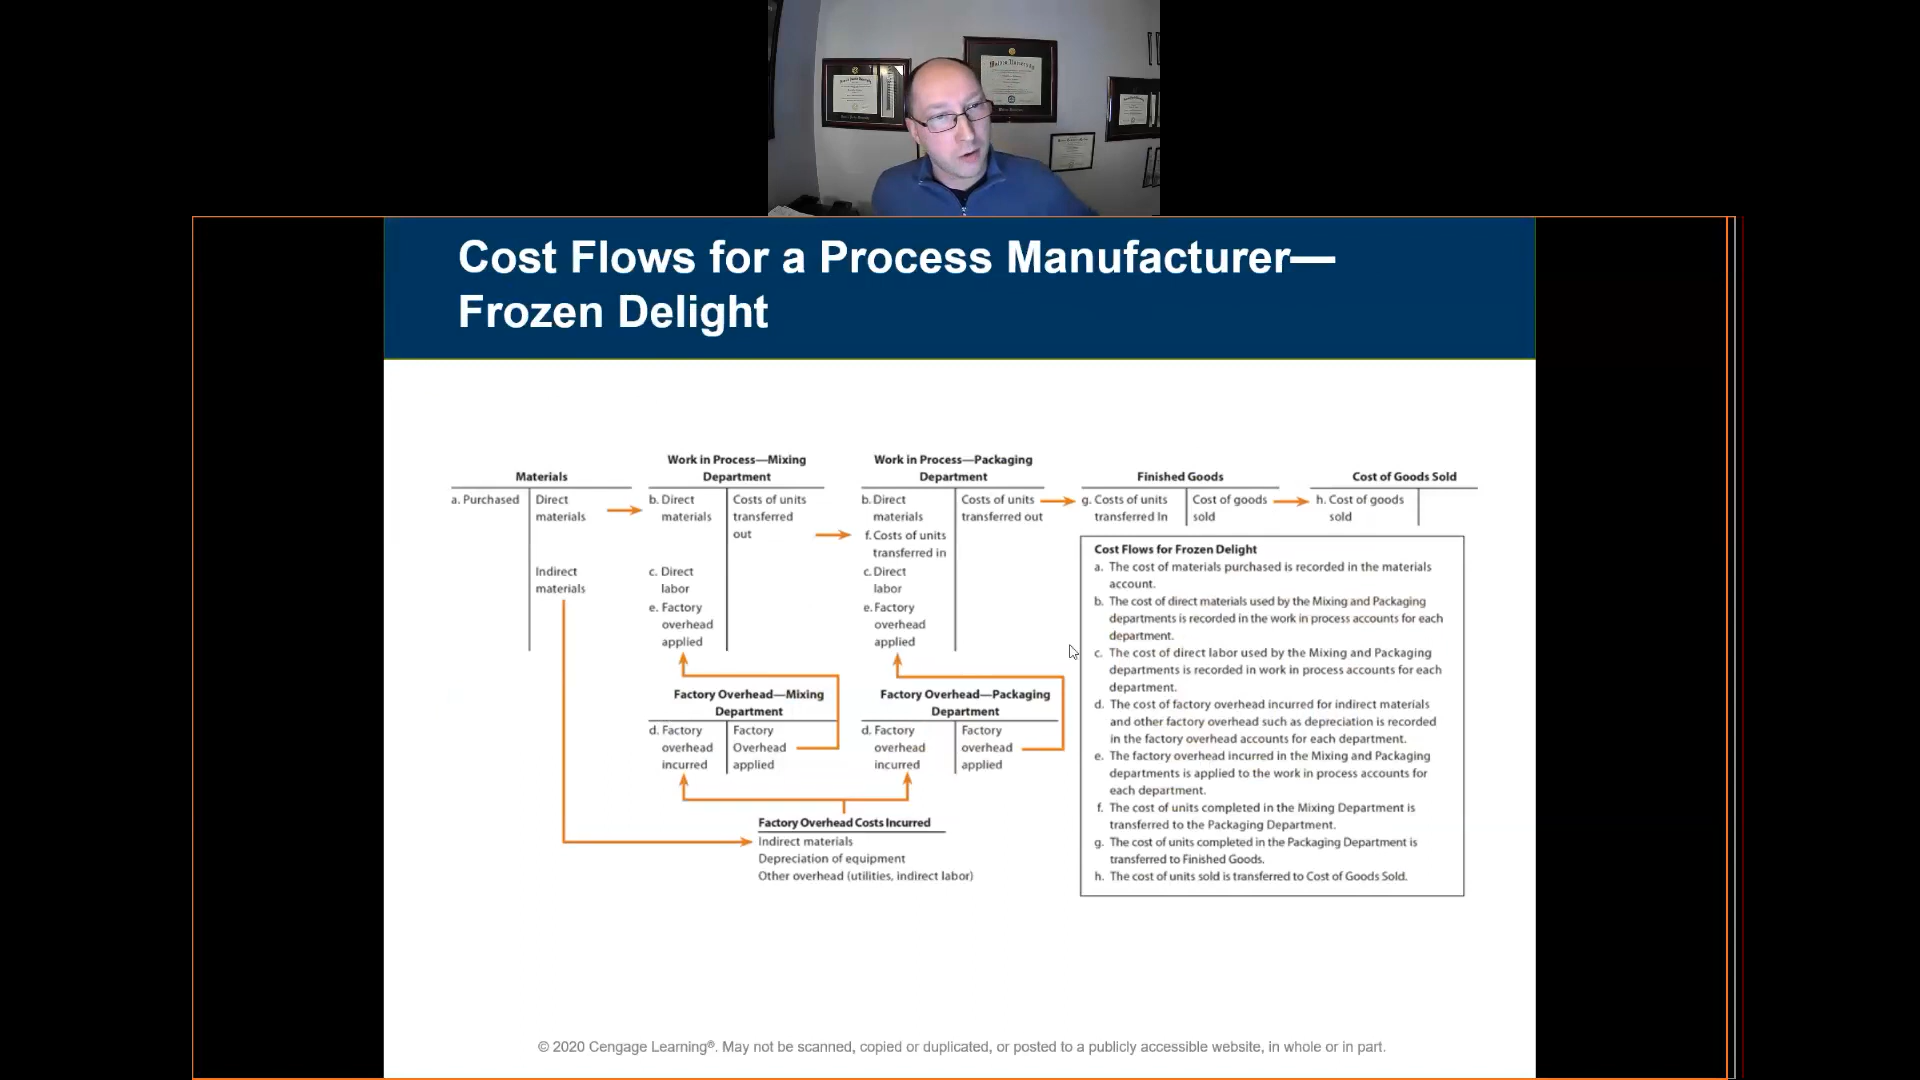 Cost Flows for a Process Manufacturer—
Frozen Delight
Materials
a. Purchased
Direct
materials
Indirect
materials
Work in Process—Mixing
Department
b. Direct
materials
c. Direct
labor
e. Factory
overhead
applied
Costs of units
transferred
out
Work in Process—Packaging
Department
b. Direct
materials
f. Costs of units
transferred in
c. Direct
labor
e. Factory
overhead
applied
Costs of units
transferred out
Finished Goods
g. Costs of units
transferred In
Cost of goods
sold
Cost of Goods Sold
h. Cost of goods
sold
Factory Overhead—Mixing
Department
d. Factory
overhead
incurred
Factory
Overhead
applied
Factory Overhead—Packaging
Department
d. Factory
overhead
incurred
Factory
overhead
applied
Factory Overhead Costs Incurred
Indirect materials
Depreciation of equipment
Other overhead (utilities, indirect labor)
Cost Flows for Frozen Delight
a. The cost of materials purchased is recorded in the materials
account.
b. The cost of direct materials used by the Mixing and Packaging
departments is recorded in the work in process accounts for each
department.
c. The cost of direct labor used by the Mixing and Packaging
departments is recorded in work in process accounts for each
department.
d. The cost of factory overhead incurred for indirect materials
and other factory overhead such as depreciation is recorded
in the factory overhead accounts for each department.
e. The factory overhead incurred in the Mixing and Packaging
departments is applied to the work in process accounts for
each department.
f. The cost of units completed in the Mixing Department is
transferred to the Packaging Department.
g. The cost of units completed in the Packaging Department is
transferred to Finished Goods.
h. The cost of units sold is transferred to Cost of Goods Sold.
© 2020 Cengage Learning®. May not be scanned, copied or duplicated, or posted to a publicly accessible website, in whole or in part.